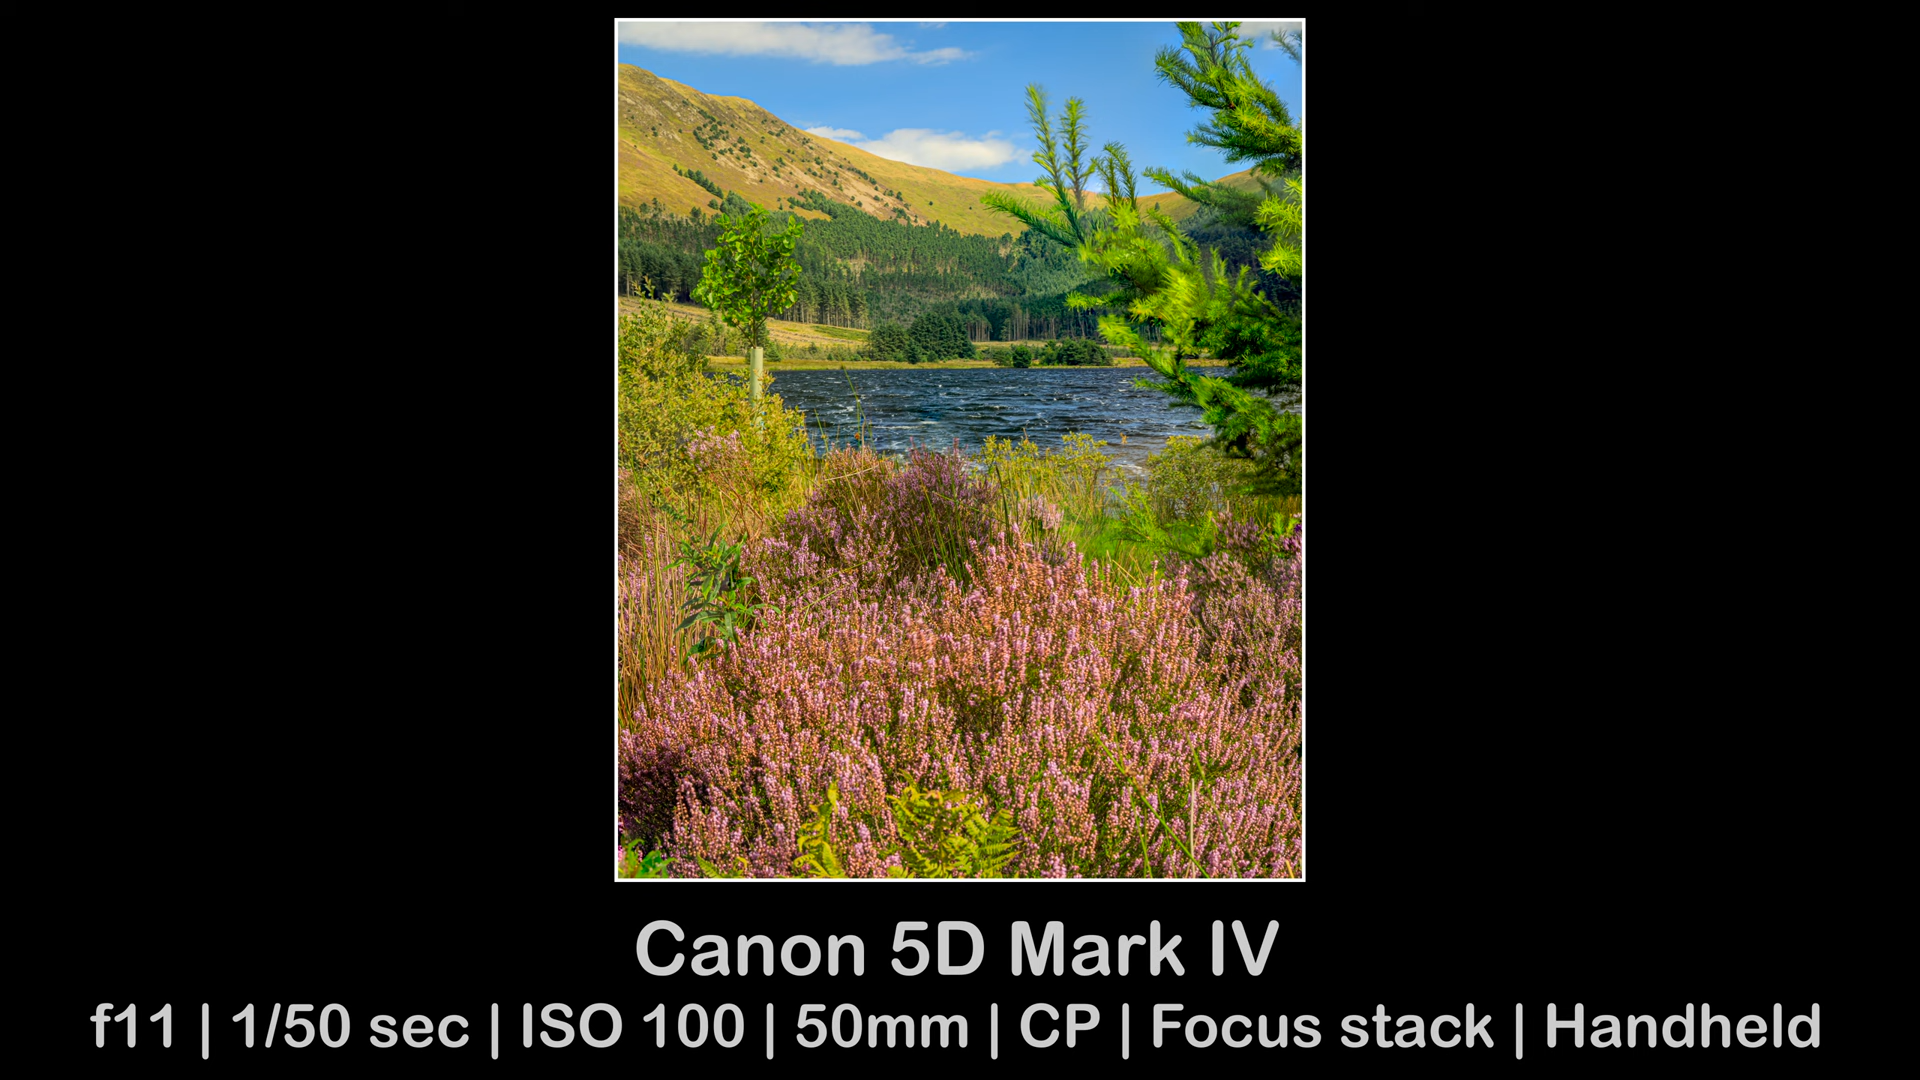 Canon 5D Mark IV
f11 | 1/50 sec | ISO 100 | 50mm | CP | Focus stack | Handheld